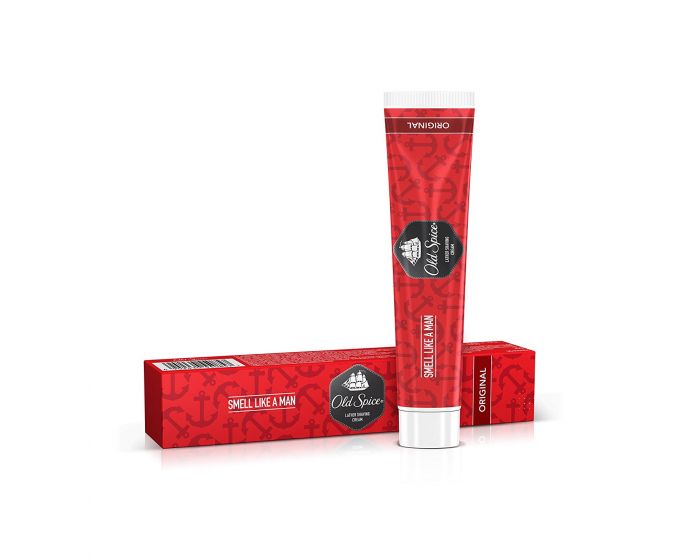 ORIGINAL
Old Spice
LATHER SHAVING
CREAM
SMELL LIKE A MAN
SMELL LIKE A MAN
Old Spice
LATHER SHAVING
CREAM
ORIGINAL